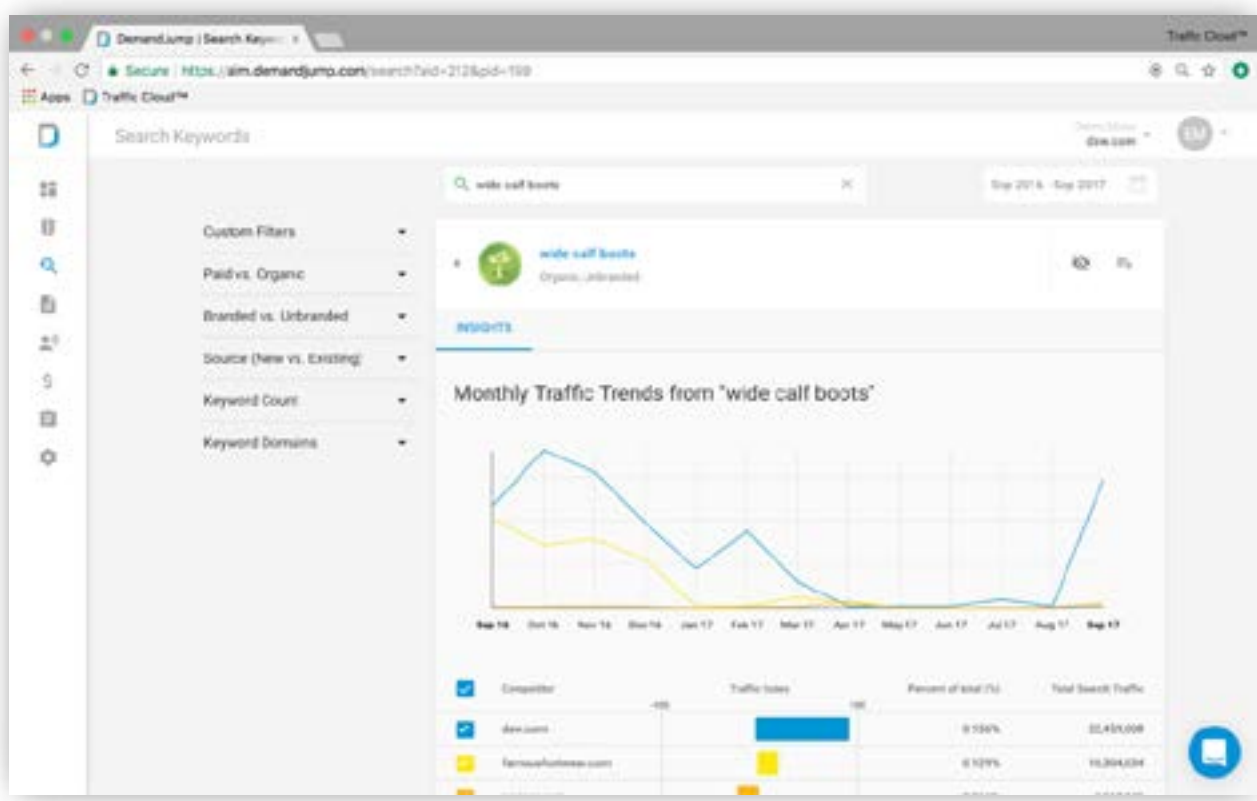 DemandJump | Search Keyw
Traffic Cloud™
Secure https://aim.demandjump.com/search?aid=212&pid=199
Apps Traffic Cloud™
Search Keywords
dsw.com
EM
wide calf boots
Sep 2016 - Sep 2017
Custom Filters
Paid vs. Organic
Branded vs. Unbranded
Source (New vs. Existing)
Keyword Count
Keyword Domains
wide calf boots
Organic, Unbranded
INSIGHTS
Monthly Traffic Trends from "wide calf boots"
Sep 16 Oct 16 Nov 16 Dec 16 Jan 17 Feb 17 Mar 17 Apr 17 May 17 Jun 17 Jul 17 Aug 17 Sep 17
Competitor Traffic Index Percent of total (%) Total Search Traffic
-100 100
dsw.com
famousfootwear.com